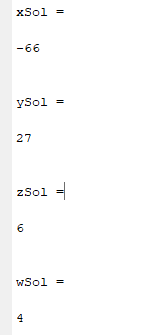 xSol =
-66
ySol =
27
zSol =
6
wSol =
4